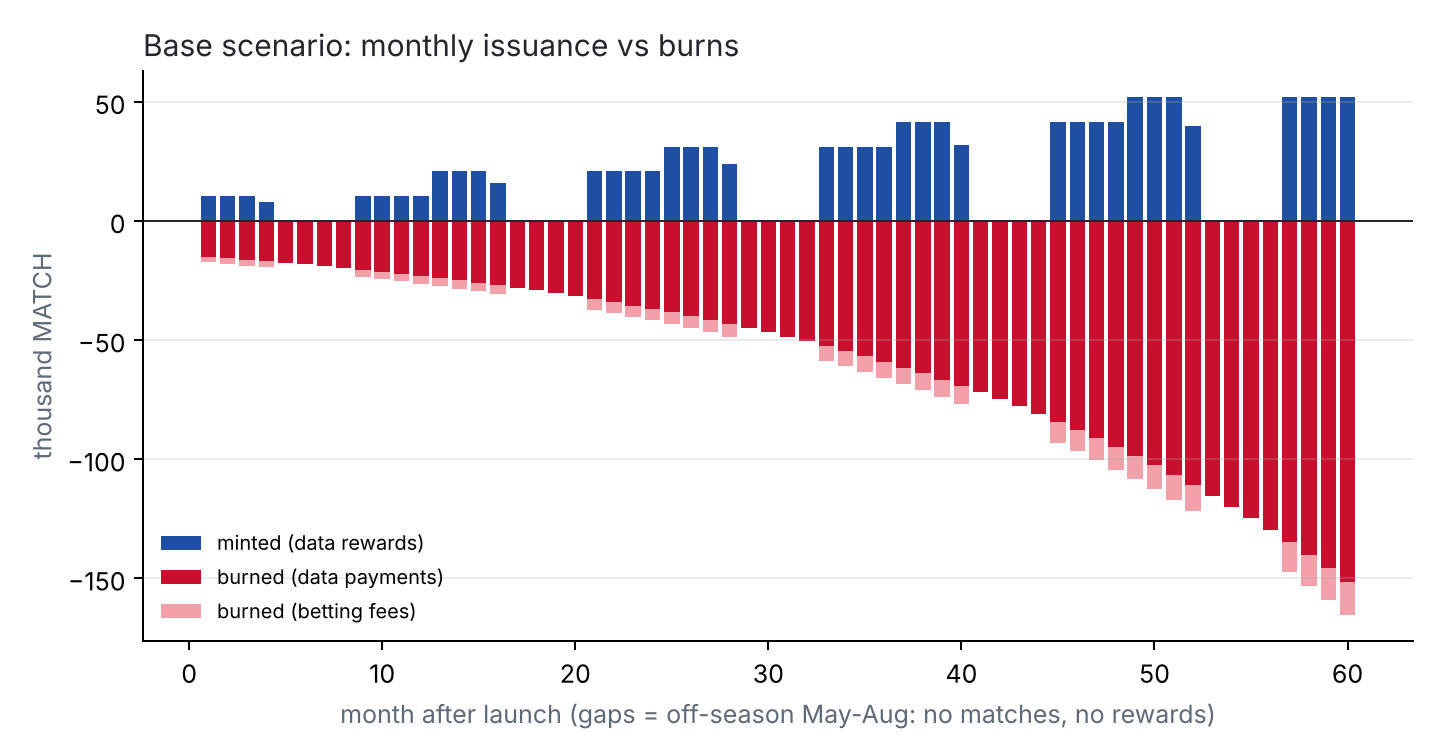 Base scenario: monthly issuance vs burns
50
0
−50
−100
−150
thousand MATCH
minted (data rewards)
burned (data payments)
burned (betting fees)
0 10 20 30 40 50 60
month after launch (gaps = off-season May-Aug: no matches, no rewards)